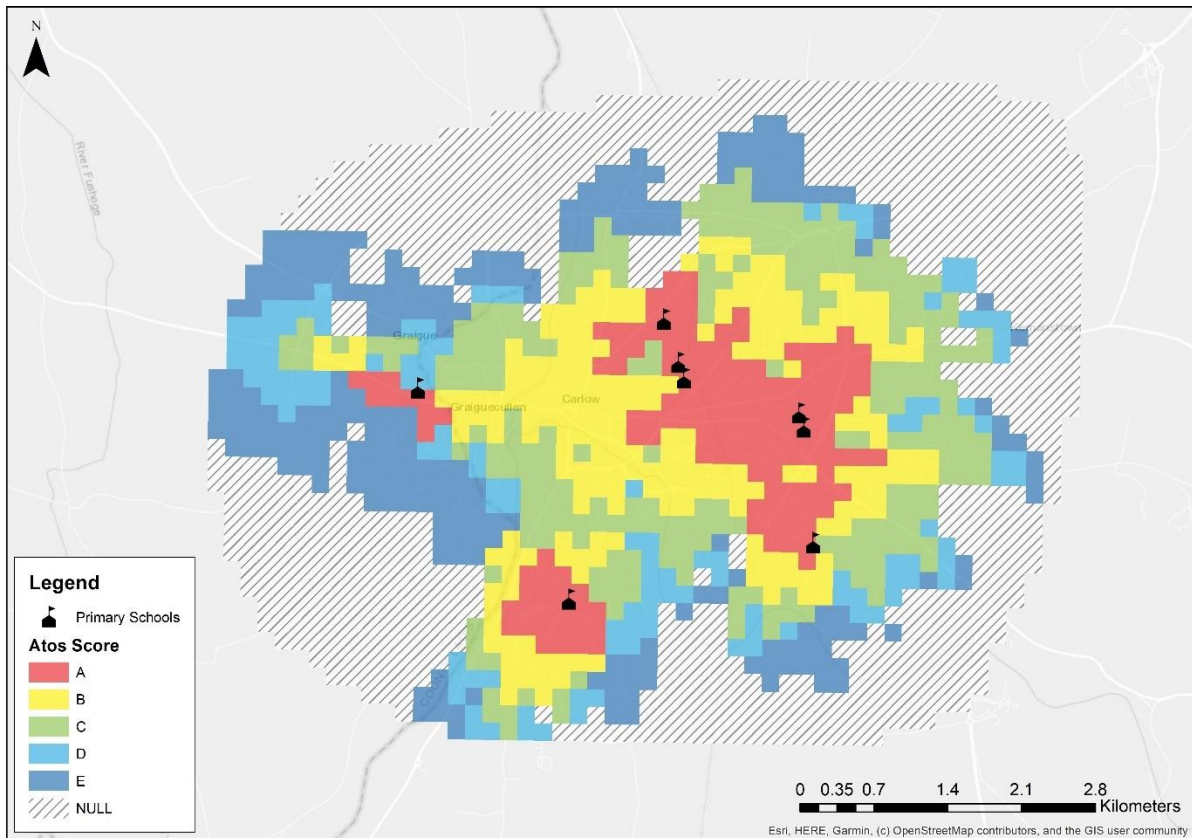 N
River Fushoge
Graigue
Graiguecullen
Carlow
Legend
Primary Schools
Atos Score
A
B
C
D
E
NULL
0 0.35 0.7 1.4 2.1 2.8
Kilometers
Esri, HERE, Garmin, (c) OpenStreetMap contributors, and the GIS user community